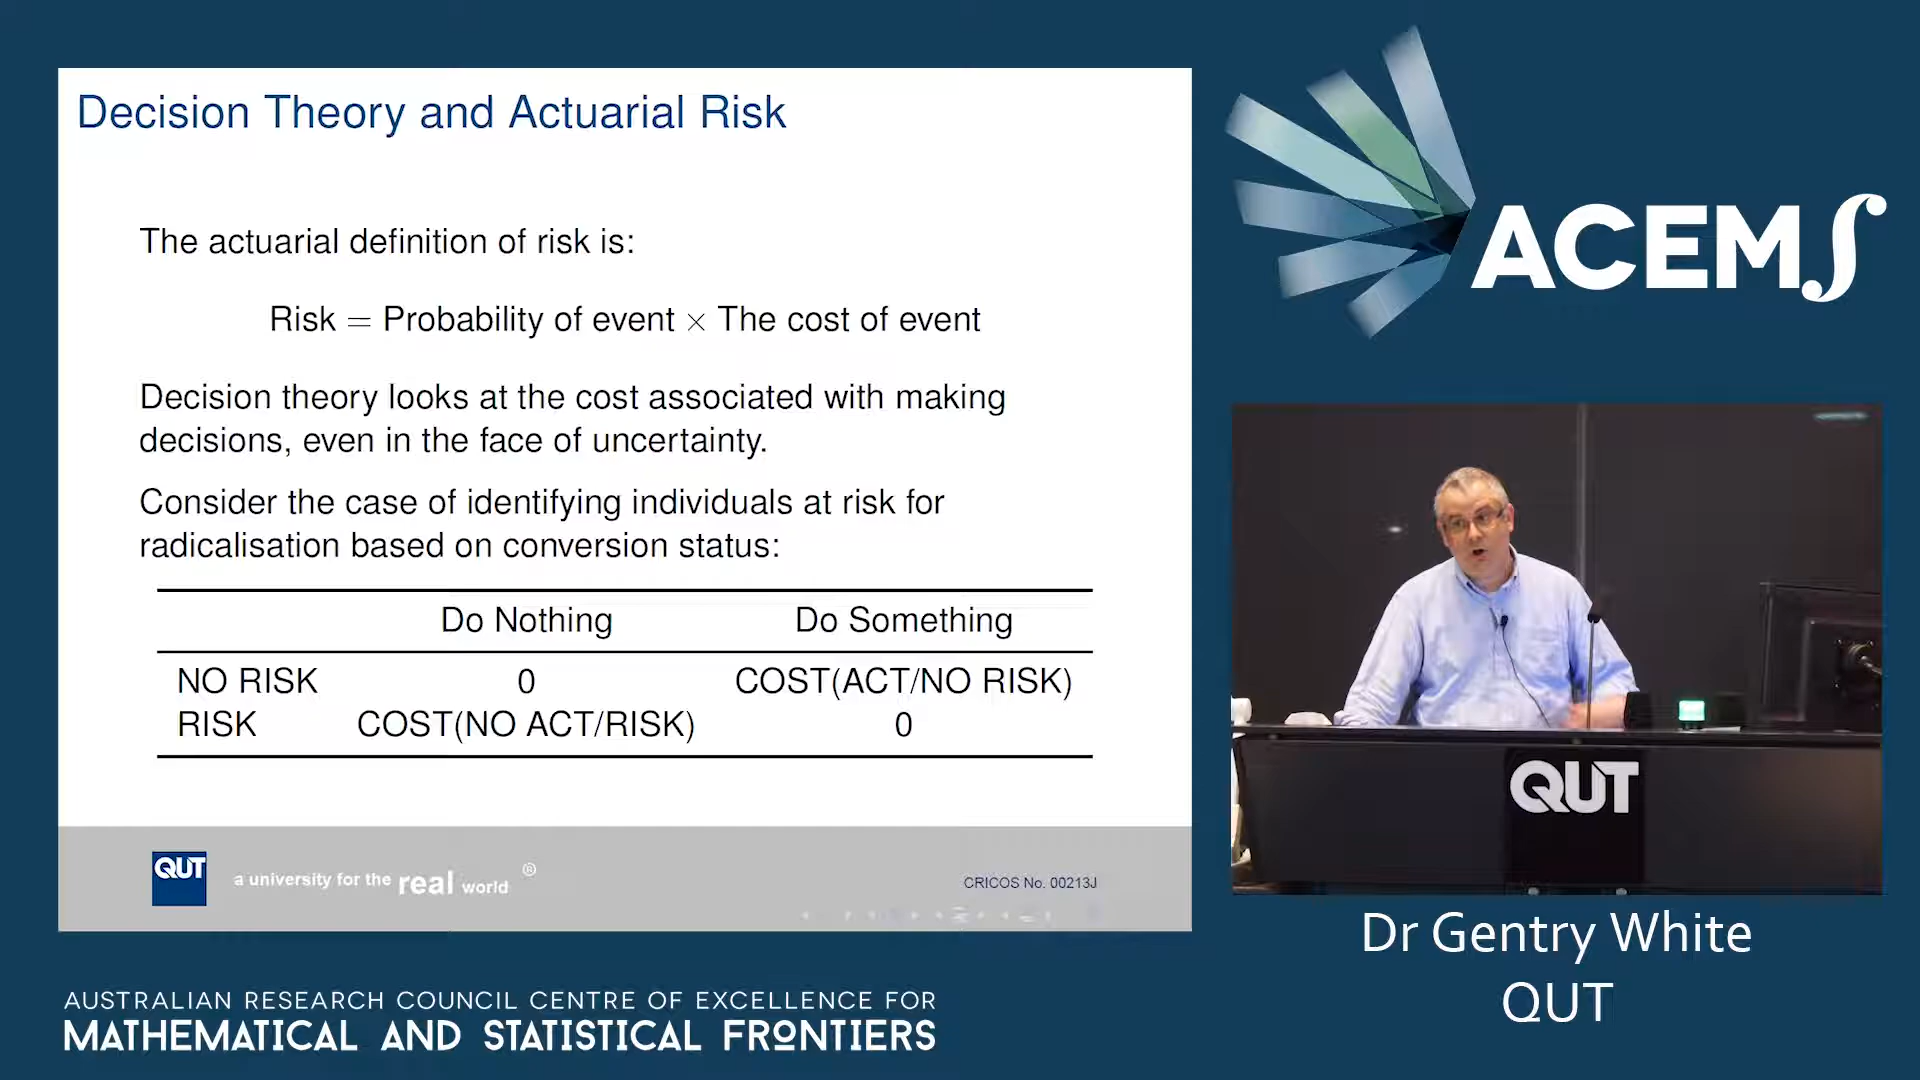 Decision Theory and Actuarial Risk
The actuarial definition of risk is:
Risk = Probability of event × The cost of event
Decision theory looks at the cost associated with making
decisions, even in the face of uncertainty.
Consider the case of identifying individuals at risk for
radicalisation based on conversion status:
Do Nothing Do Something
NO RISK 0 COST(ACT/NO RISK)
RISK COST(NO ACT/RISK) 0
QUT a university for the real world ®
CRICOS No. 00213J
ACEMS
QUT
Dr Gentry White
QUT
AUSTRALIAN RESEARCH COUNCIL CENTRE OF EXCELLENCE FOR
MATHEMATICAL AND STATISTICAL FRONTIERS